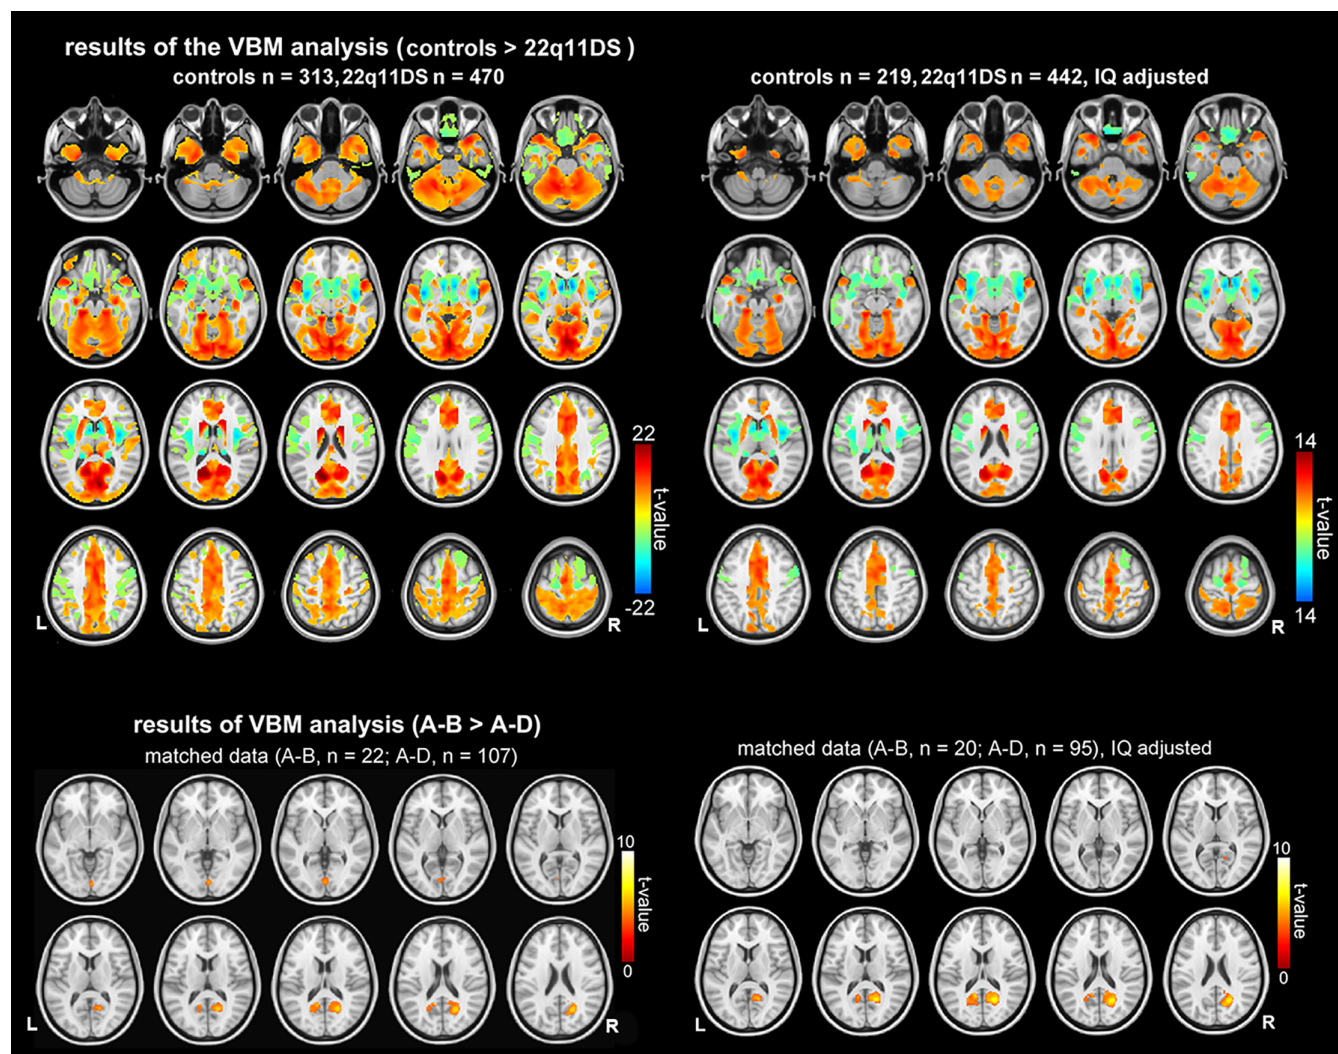 results of the VBM analysis (controls > 22q11DS )
controls n = 313, 22q11DS n = 470
controls n = 219, 22q11DS n = 442, IQ adjusted
22
t-value
-22
14
t-value
14
L
R
L
R
results of VBM analysis (A-B > A-D)
matched data (A-B, n = 22; A-D, n = 107)
matched data (A-B, n = 20; A-D, n = 95), IQ adjusted
10
t-value
0
10
t-value
0
L
R
L
R